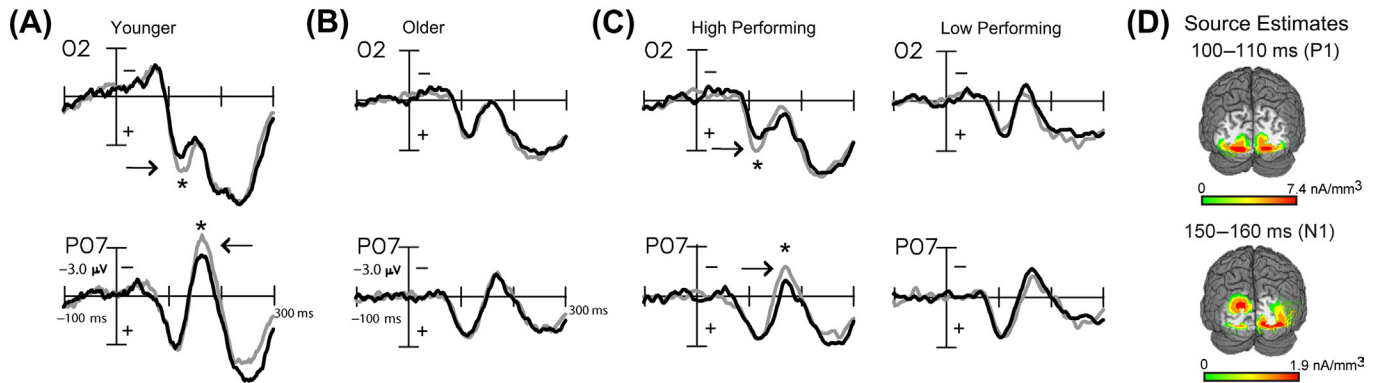 (A)
Younger
O2
−
+
*
PO7
−3.0 μV
−
*
−100 ms
+
300 ms
(B)
Older
O2
−
+
PO7
−3.0 μV
−
−100 ms
+
300 ms
(C)
High Performing
O2
−
+
*
PO7
−
*
+
Low Performing
O2
−
+
PO7
−
+
(D)
Source Estimates
100–110 ms (P1)
0 7.4 nA/mm³
150–160 ms (N1)
0 1.9 nA/mm³